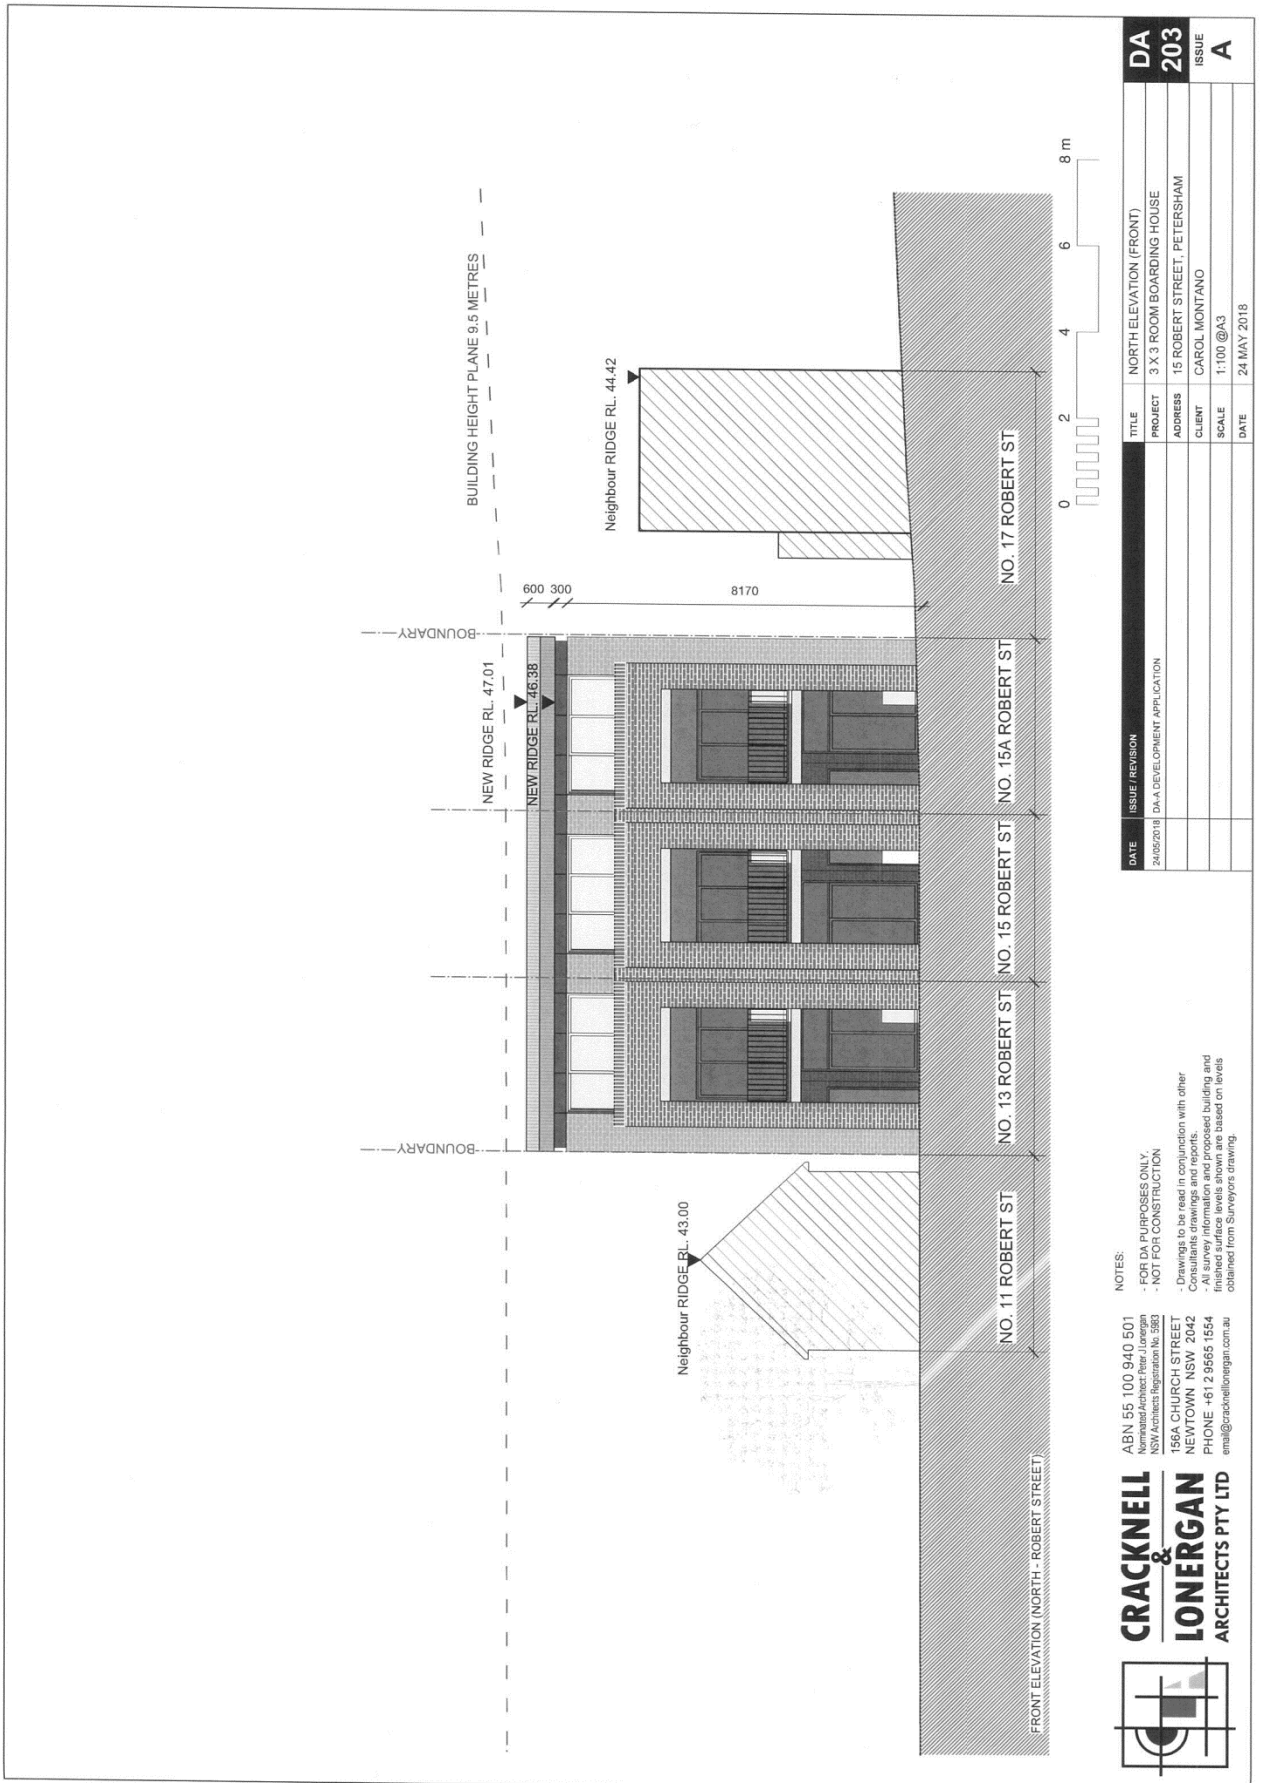 BUILDING HEIGHT PLANE 9.5 METRES
BOUNDARY
BOUNDARY
NEW RIDGE RL. 47.01
NEW RIDGE RL. 46.38
600
300
8170
Neighbour RIDGE RL. 44.42
Neighbour RIDGE RL. 43.00
NO. 11 ROBERT ST
NO. 13 ROBERT ST
NO. 15 ROBERT ST
NO. 15A ROBERT ST
NO. 17 ROBERT ST
FRONT ELEVATION (NORTH - ROBERT STREET)
0 2 4 6 8 m
CRACKNELL
&
LONERGAN
ARCHITECTS PTY LTD
ABN 55 100 940 501
Nominated Architect: Peter J Lonergan
NSW Architects Registration No. 5983
156A CHURCH STREET
NEWTOWN NSW 2042
PHONE +61 2 9565 1554
email@cracknelllonergan.com.au
NOTES:
- FOR DA PURPOSES ONLY.
- NOT FOR CONSTRUCTION
- Drawings to be read in conjunction with other
Consultants drawings and reports.
- All survey information and proposed building and
finished surface levels shown are based on levels
obtained from Surveyors drawing.
DATE ISSUE / REVISION
24/05/2018 DA-A DEVELOPMENT APPLICATION
TITLE NORTH ELEVATION (FRONT)
PROJECT 3 X 3 ROOM BOARDING HOUSE
ADDRESS 15 ROBERT STREET, PETERSHAM
CLIENT CAROL MONTANO
SCALE 1:100 @A3
DATE 24 MAY 2018
DA
203
ISSUE
A